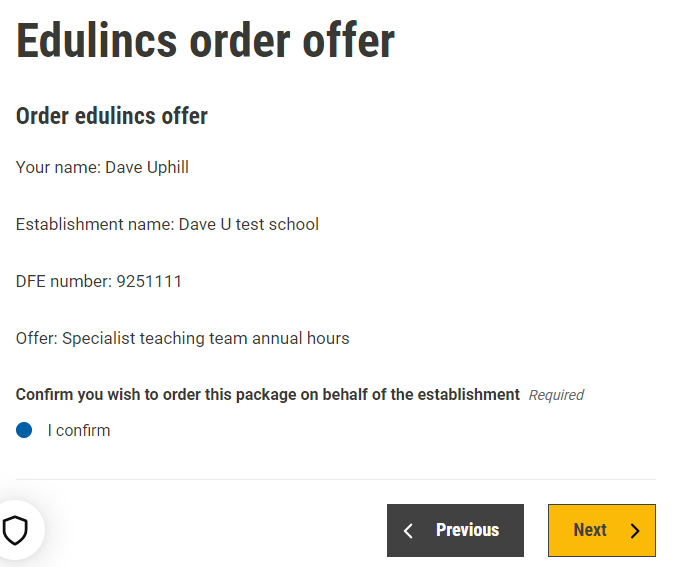 Edulincs order offer
Order edulincs offer
Your name: Dave Uphill
Establishment name: Dave U test school
DFE number: 9251111
Offer: Specialist teaching team annual hours
Confirm you wish to order this package on behalf of the establishment Required
I confirm
Previous
Next